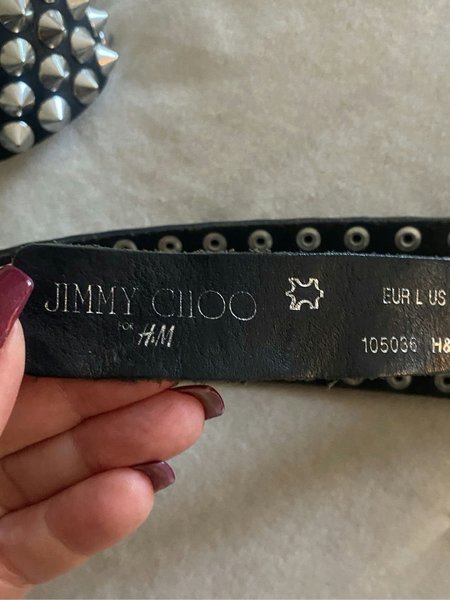 JIMMY CHOO
FOR
H&M
EUR L US
105036 H&